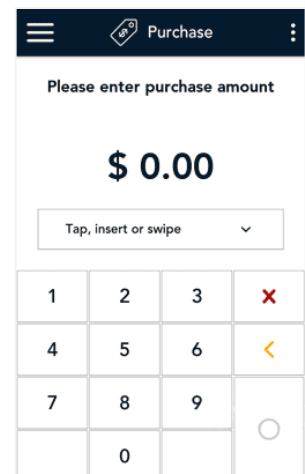 Purchase
Please enter purchase amount
$ 0.00
Tap, insert or swipe
1 2 3
4 5 6
7 8 9
0